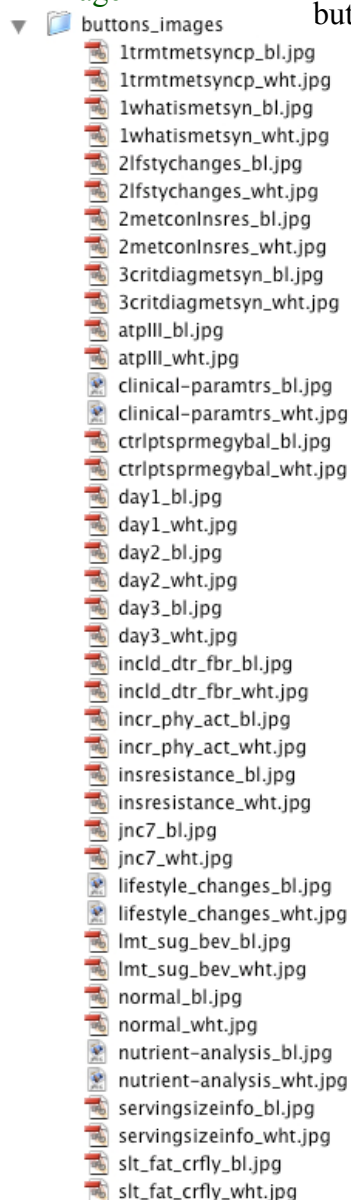 but
buttons_images
1trmtmetsyncp_bl.jpg
1trmtmetsyncp_wht.jpg
1whatismetsyn_bl.jpg
1whatismetsyn_wht.jpg
2lfstychanges_bl.jpg
2lfstychanges_wht.jpg
2metconInsres_bl.jpg
2metconInsres_wht.jpg
3critdiagmetsyn_bl.jpg
3critdiagmetsyn_wht.jpg
atpIII_bl.jpg
atpIII_wht.jpg
clinical-paramtrs_bl.jpg
clinical-paramtrs_wht.jpg
ctrlptsprmegybal_bl.jpg
ctrlptsprmegybal_wht.jpg
day1_bl.jpg
day1_wht.jpg
day2_bl.jpg
day2_wht.jpg
day3_bl.jpg
day3_wht.jpg
incld_dtr_fbr_bl.jpg
incld_dtr_fbr_wht.jpg
incr_phy_act_bl.jpg
incr_phy_act_wht.jpg
insresistance_bl.jpg
insresistance_wht.jpg
jnc7_bl.jpg
jnc7_wht.jpg
lifestyle_changes_bl.jpg
lifestyle_changes_wht.jpg
lmt_sug_bev_bl.jpg
lmt_sug_bev_wht.jpg
normal_bl.jpg
normal_wht.jpg
nutrient-analysis_bl.jpg
nutrient-analysis_wht.jpg
servingsizeinfo_bl.jpg
servingsizeinfo_wht.jpg
slt_fat_crfly_bl.jpg
slt_fat_crfly_wht.jpg